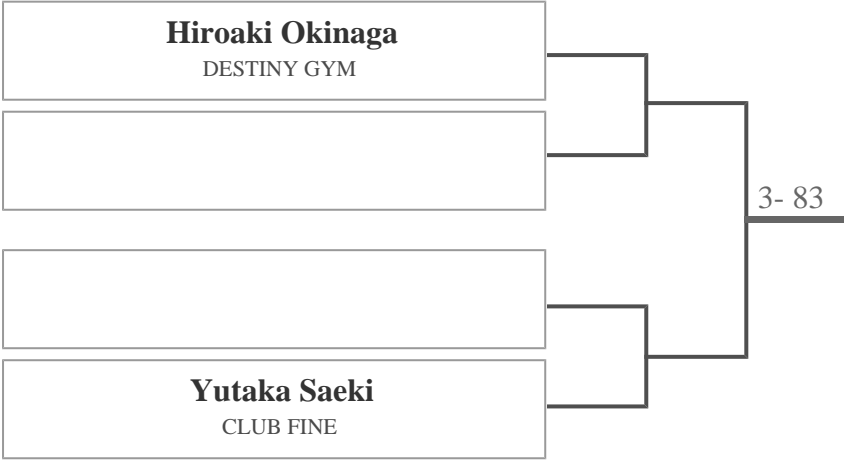 Hiroaki Okinaga
DESTINY GYM
3- 83
Yutaka Saeki
CLUB FINE